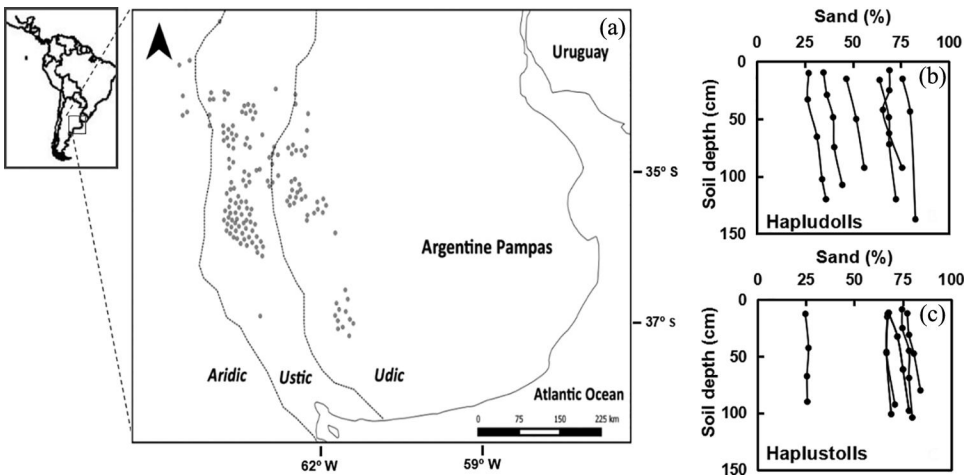 (a)
Uruguay
35° S
Argentine Pampas
37° S
Aridic
Ustic
Udic
Atlantic Ocean
0 75 150 225 km
62° W
59° W
Sand (%)
0 25 50 75 100
(b)
0
50
100
150
Soil depth (cm)
Hapludolls
Sand (%)
0 25 50 75 100
(c)
0
50
100
150
Soil depth (cm)
Haplustolls